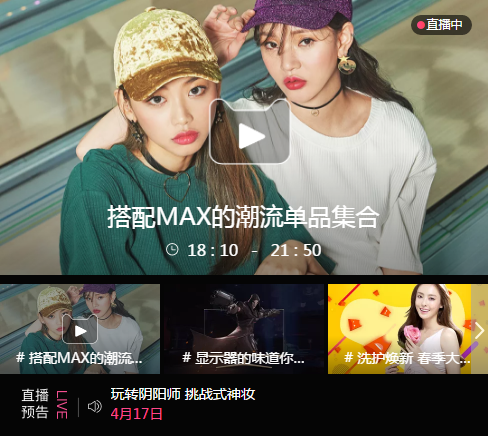 直播中
搭配MAX的潮流单品集合
18 : 10 - 21 : 50
# 搭配MAX的潮流...
# 显示器的味道你...
# 洗护焕新 春季大...
直播
预告
LIVE
玩转阴阳师 挑战式神妆
4月17日